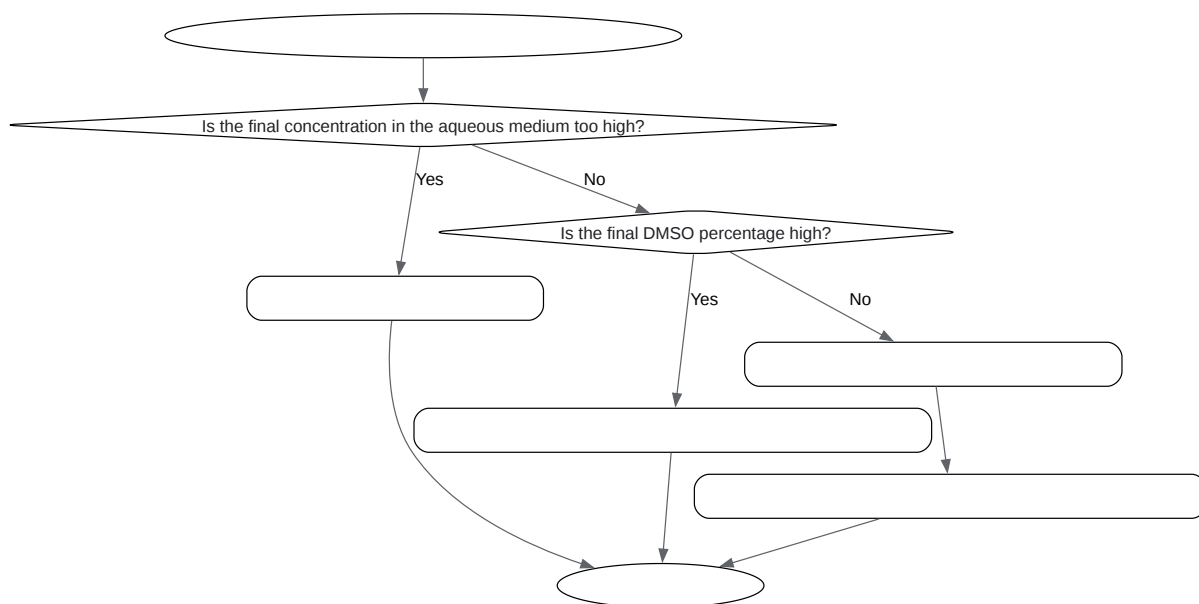 Is the final concentration in the aqueous medium too high?
Yes
No
Is the final DMSO percentage high?
Yes
No